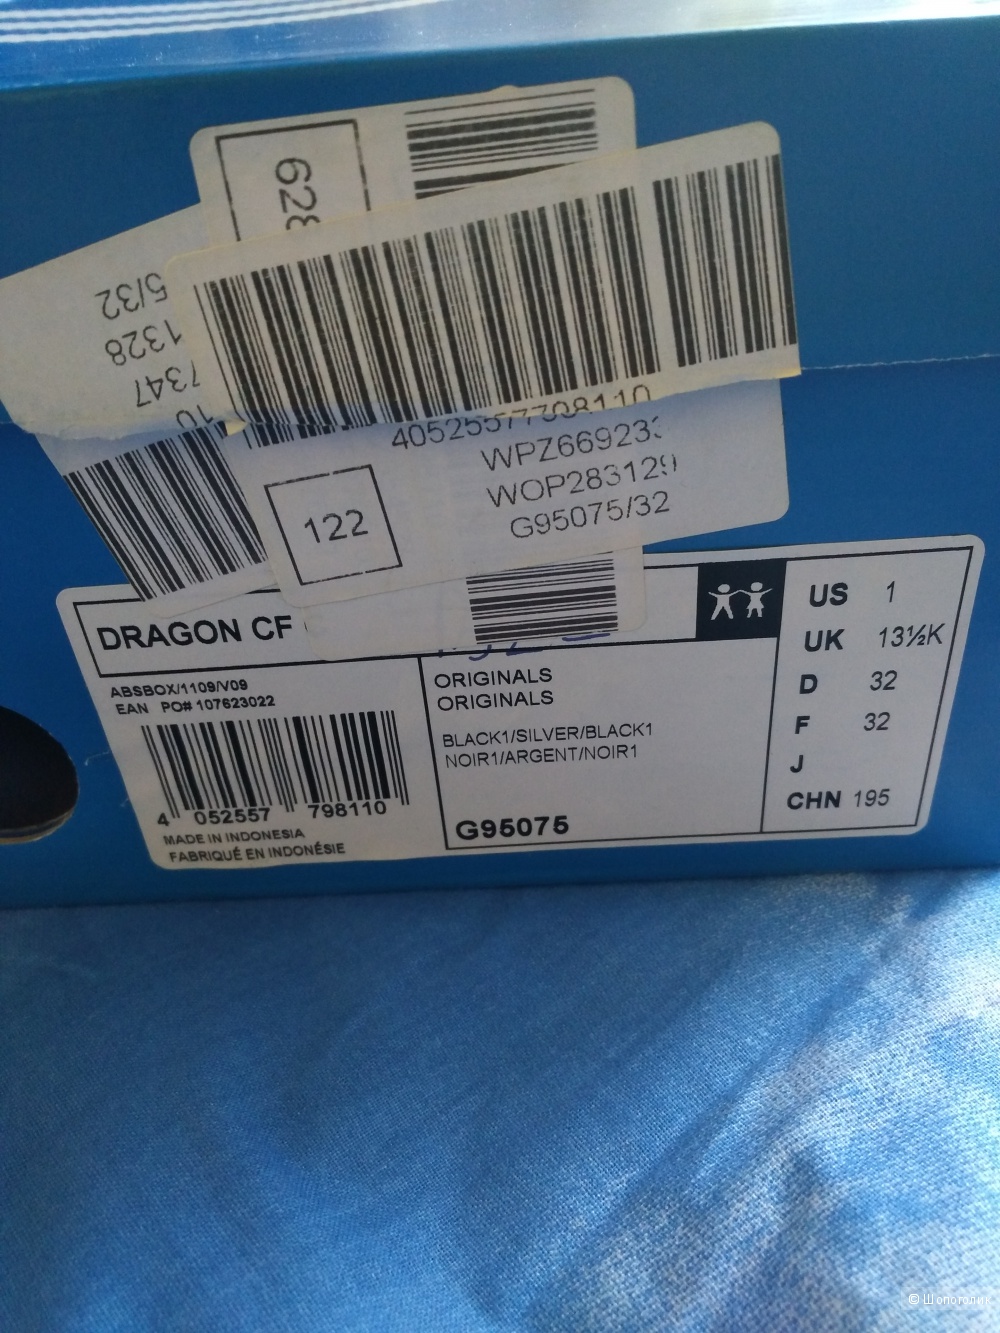 628
5/32
1328
7347
10
4052557798110
WPZ66923
WOP283129
G95075/32
122
DRAGON CF
ABSBOX/1109/V09
EAN PO# 107623022
4 052557 798110
MADE IN INDONESIA
FABRIQUÉ EN INDONÉSIE
ORIGINALS
ORIGINALS
BLACK1/SILVER/BLACK1
NOIR1/ARGENT/NOIR1
G95075
US 1
UK 13½K
D 32
F 32
J
CHN 195
© Шопоголик